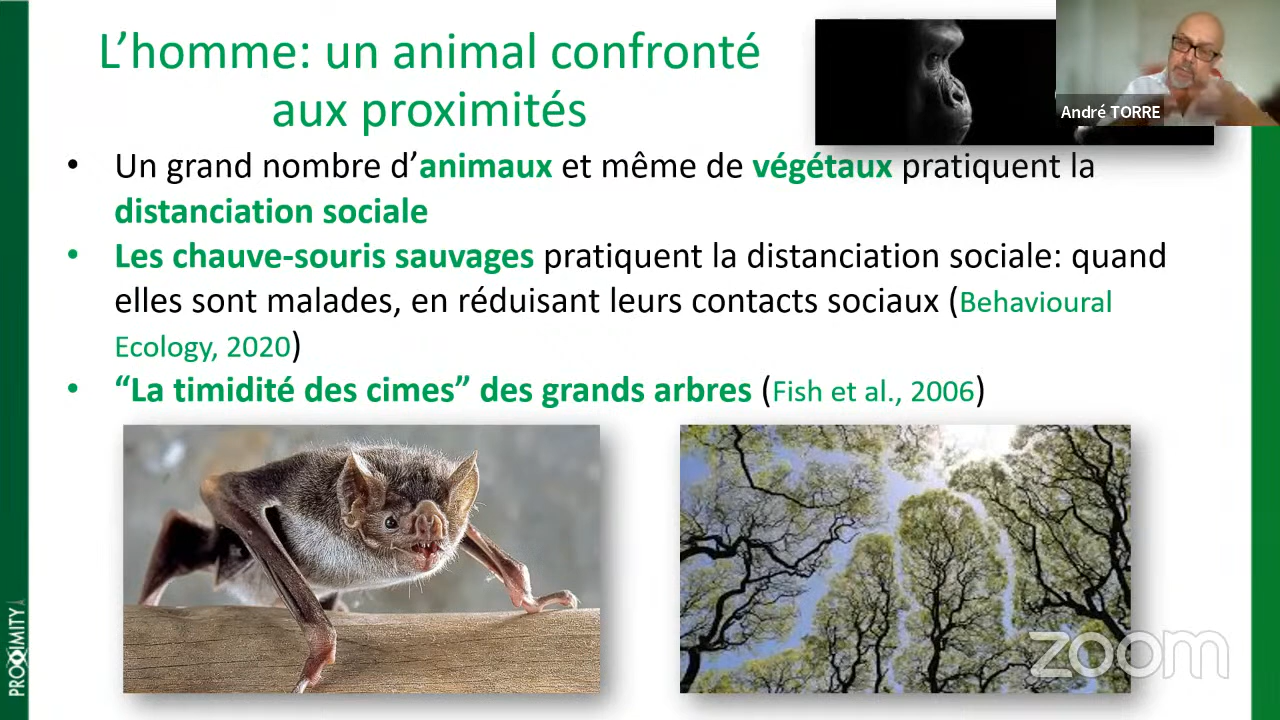 L’homme: un animal confronté
aux proximités
André TORRE
• Un grand nombre d’animaux et même de végétaux pratiquent la
distanciation sociale
• Les chauve-souris sauvages pratiquent la distanciation sociale: quand
elles sont malades, en réduisant leurs contacts sociaux (Behavioural
Ecology, 2020)
• “La timidité des cimes” des grands arbres (Fish et al., 2006)
PROXIMITY
zoom